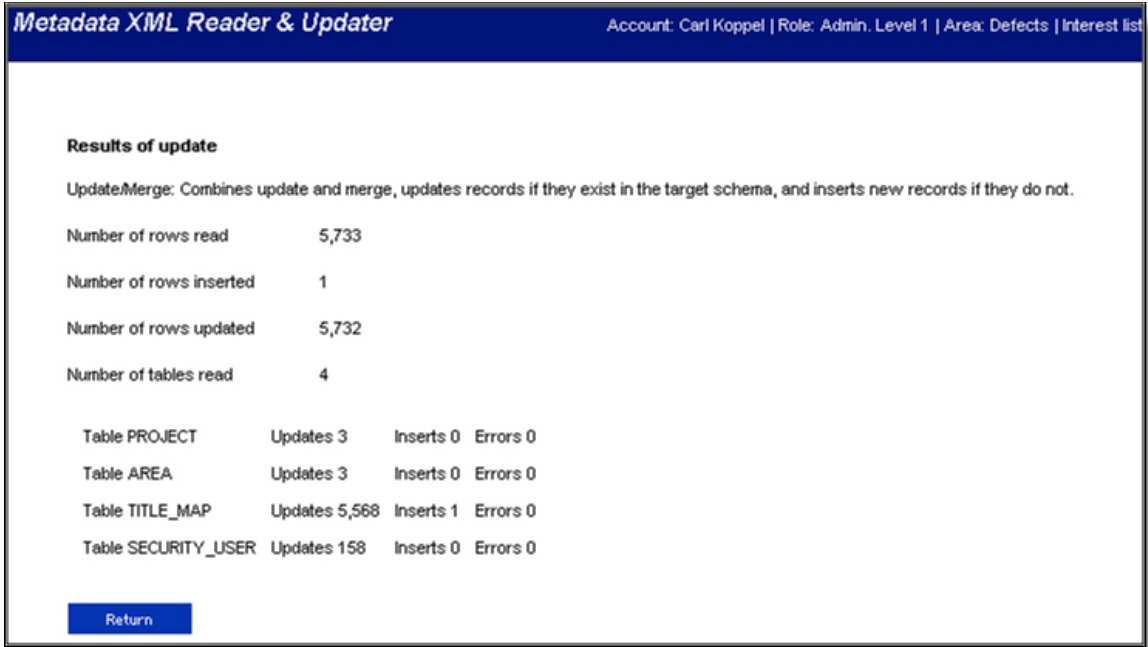 Metadata XML Reader & Updater
Account: Carl Koppel | Role: Admin. Level 1 | Area: Defects | Interest list
Results of update
Update/Merge: Combines update and merge, updates records if they exist in the target schema, and inserts new records if they do not.
Number of rows read 5,733
Number of rows inserted 1
Number of rows updated 5,732
Number of tables read 4
Table PROJECT Updates 3 Inserts 0 Errors 0
Table AREA Updates 3 Inserts 0 Errors 0
Table TITLE_MAP Updates 5,568 Inserts 1 Errors 0
Table SECURITY_USER Updates 158 Inserts 0 Errors 0
Return